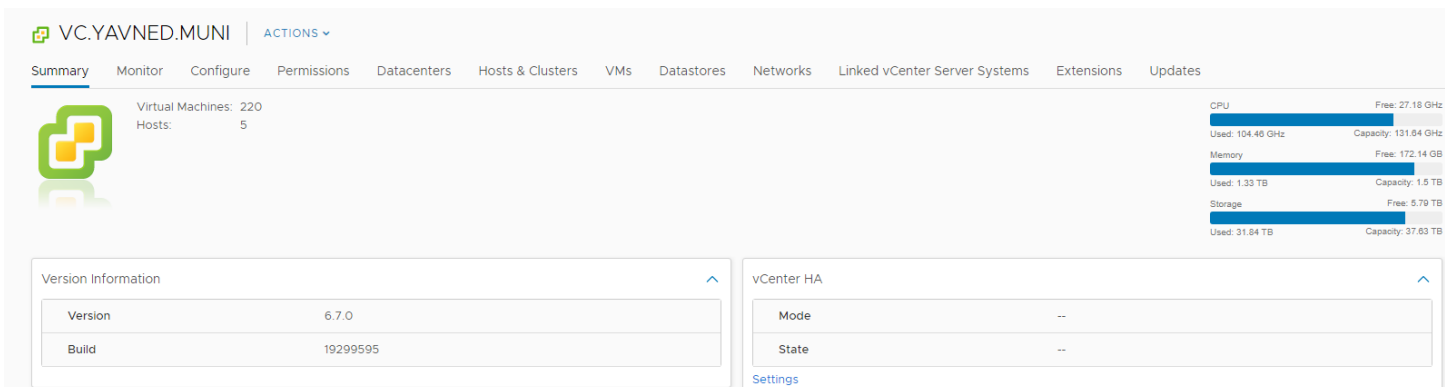 VC.YAVNED.MUNI ACTIONS
Summary Monitor Configure Permissions Datacenters Hosts & Clusters VMs Datastores Networks Linked vCenter Server Systems Extensions Updates
Virtual Machines: 220
Hosts: 5
CPU Free: 27.18 GHz
Used: 104.46 GHz Capacity: 131.64 GHz
Memory Free: 172.14 GB
Used: 1.33 TB Capacity: 1.5 TB
Storage Free: 5.79 TB
Used: 31.84 TB Capacity: 37.63 TB
Version Information
Version 6.7.0
Build 19299595
vCenter HA
Mode --
State --
Settings